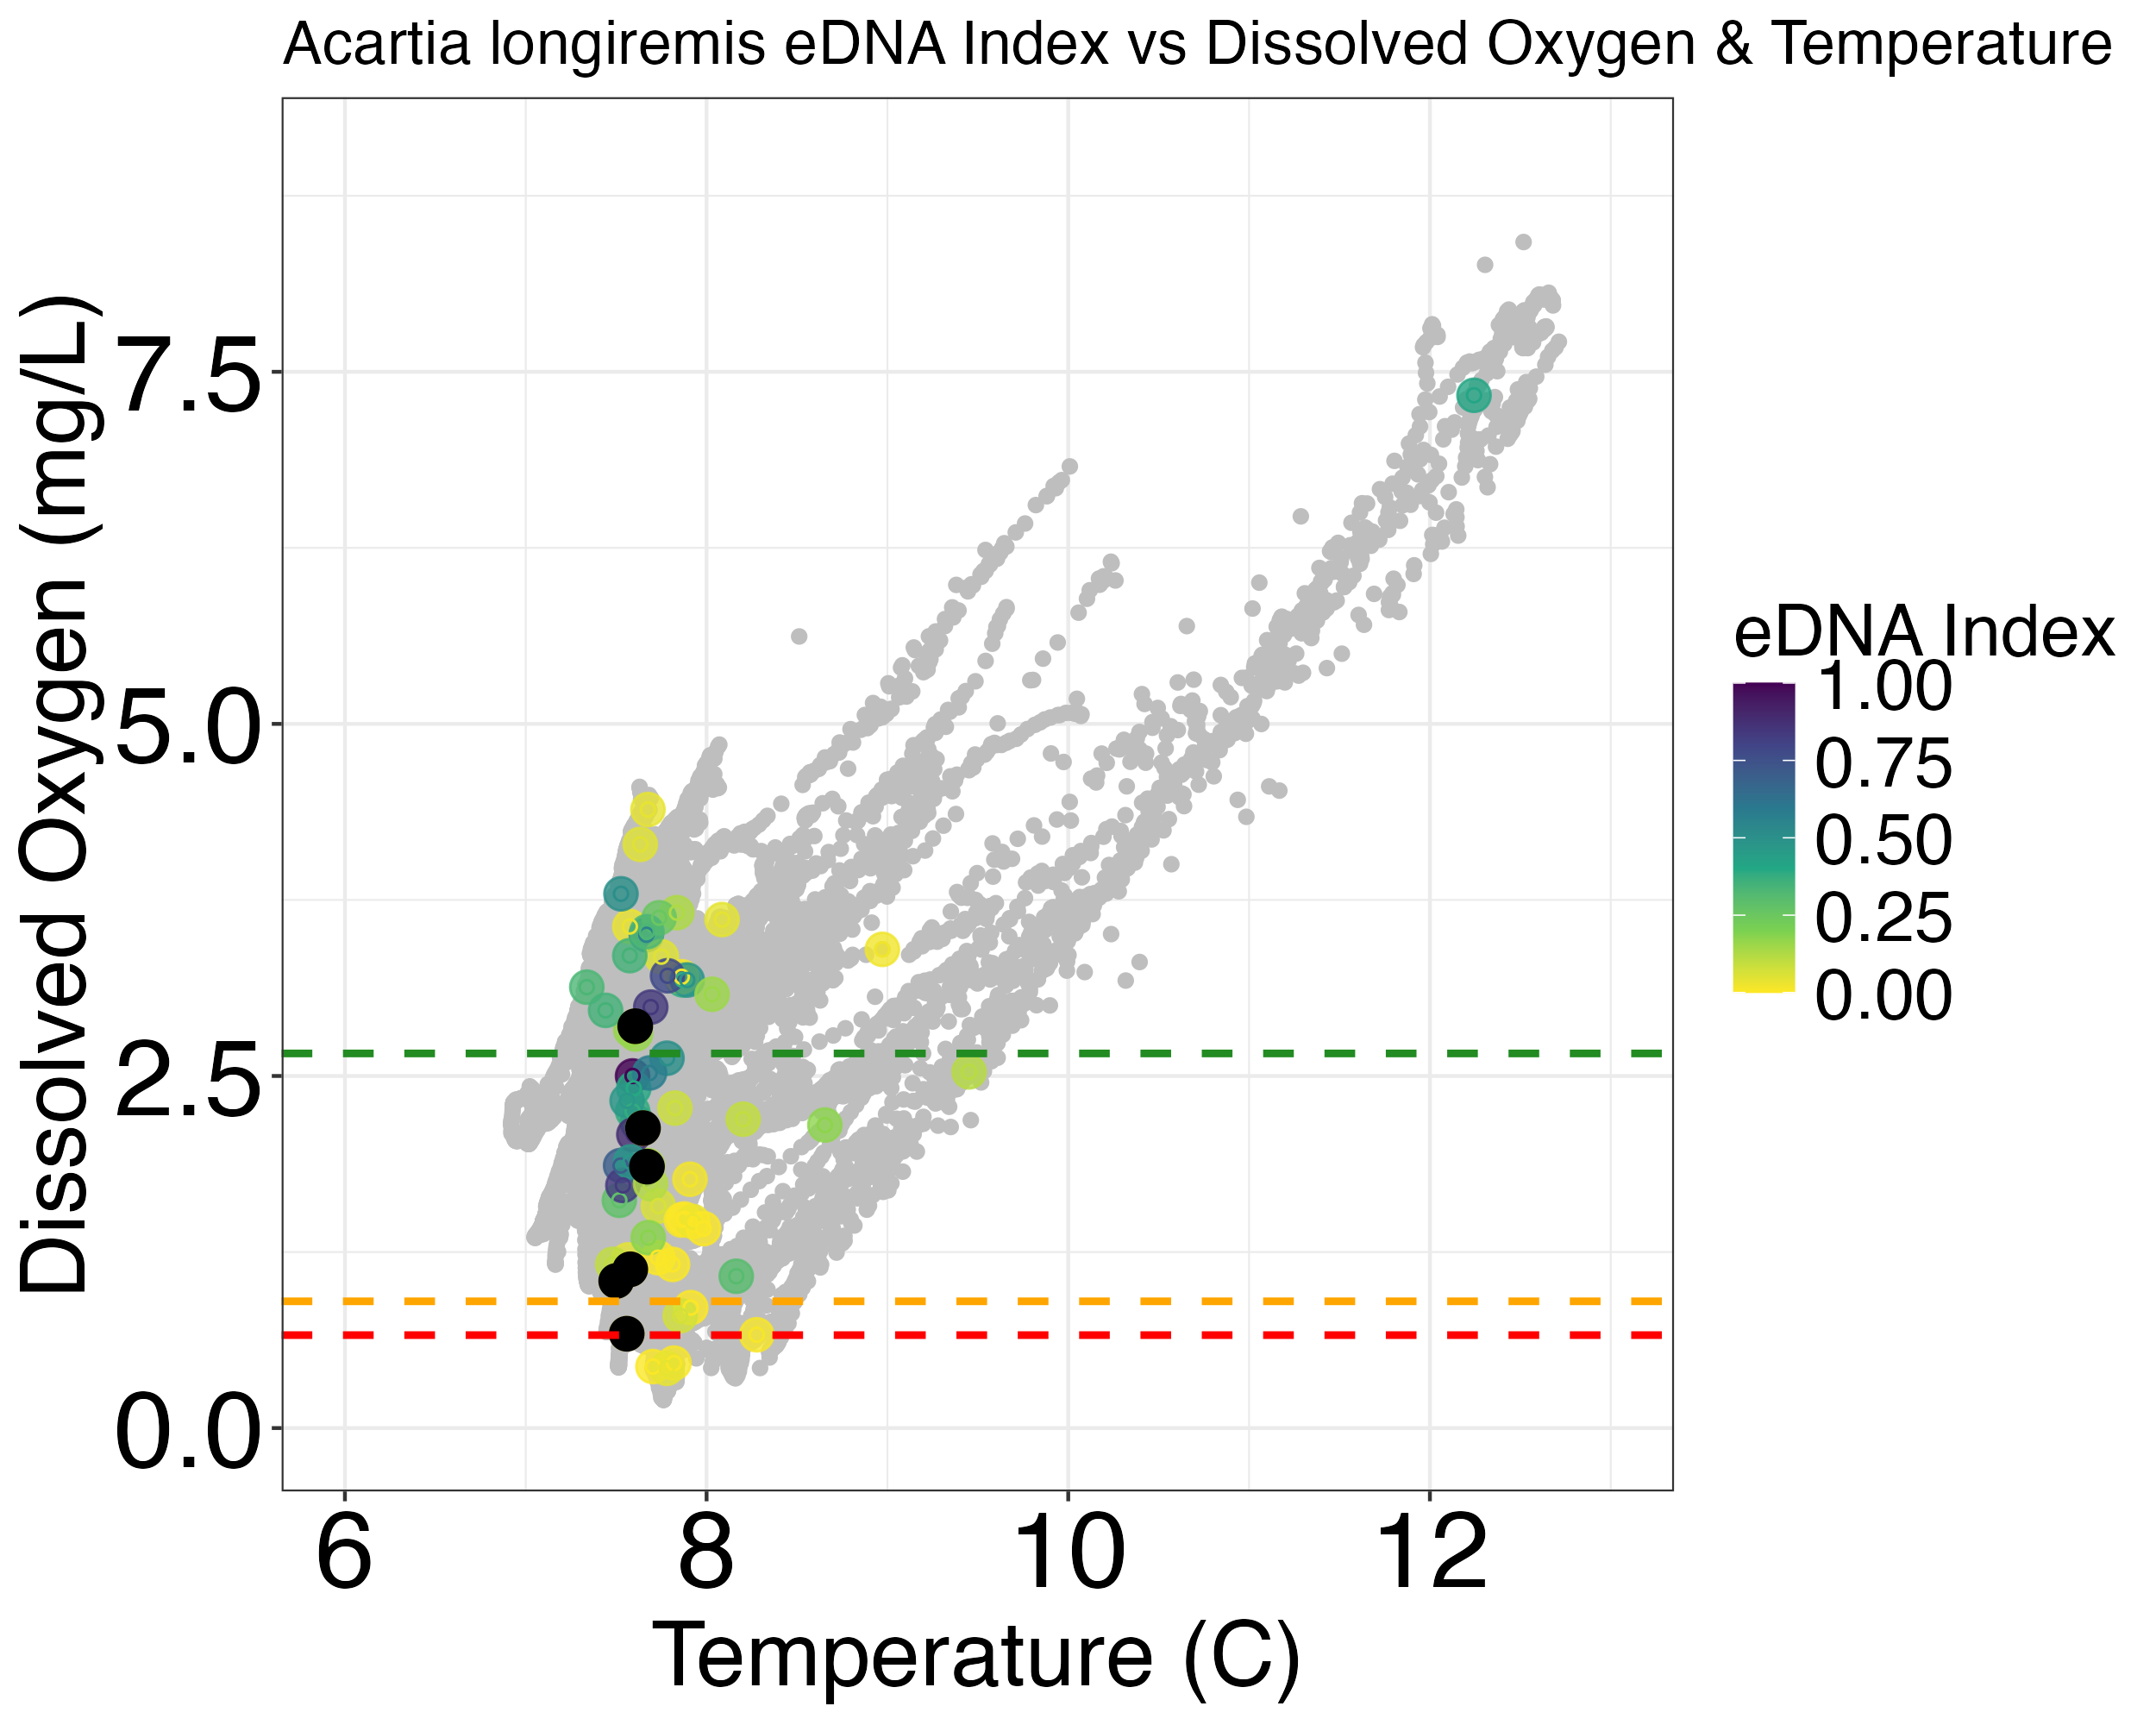 Acartia longiremis eDNA Index vs Dissolved Oxygen & Temperature
Dissolved Oxygen (mg/L)
7.5
5.0
2.5
0.0
6 8 10 12
Temperature (C)
eDNA Index
1.00
0.75
0.50
0.25
0.00